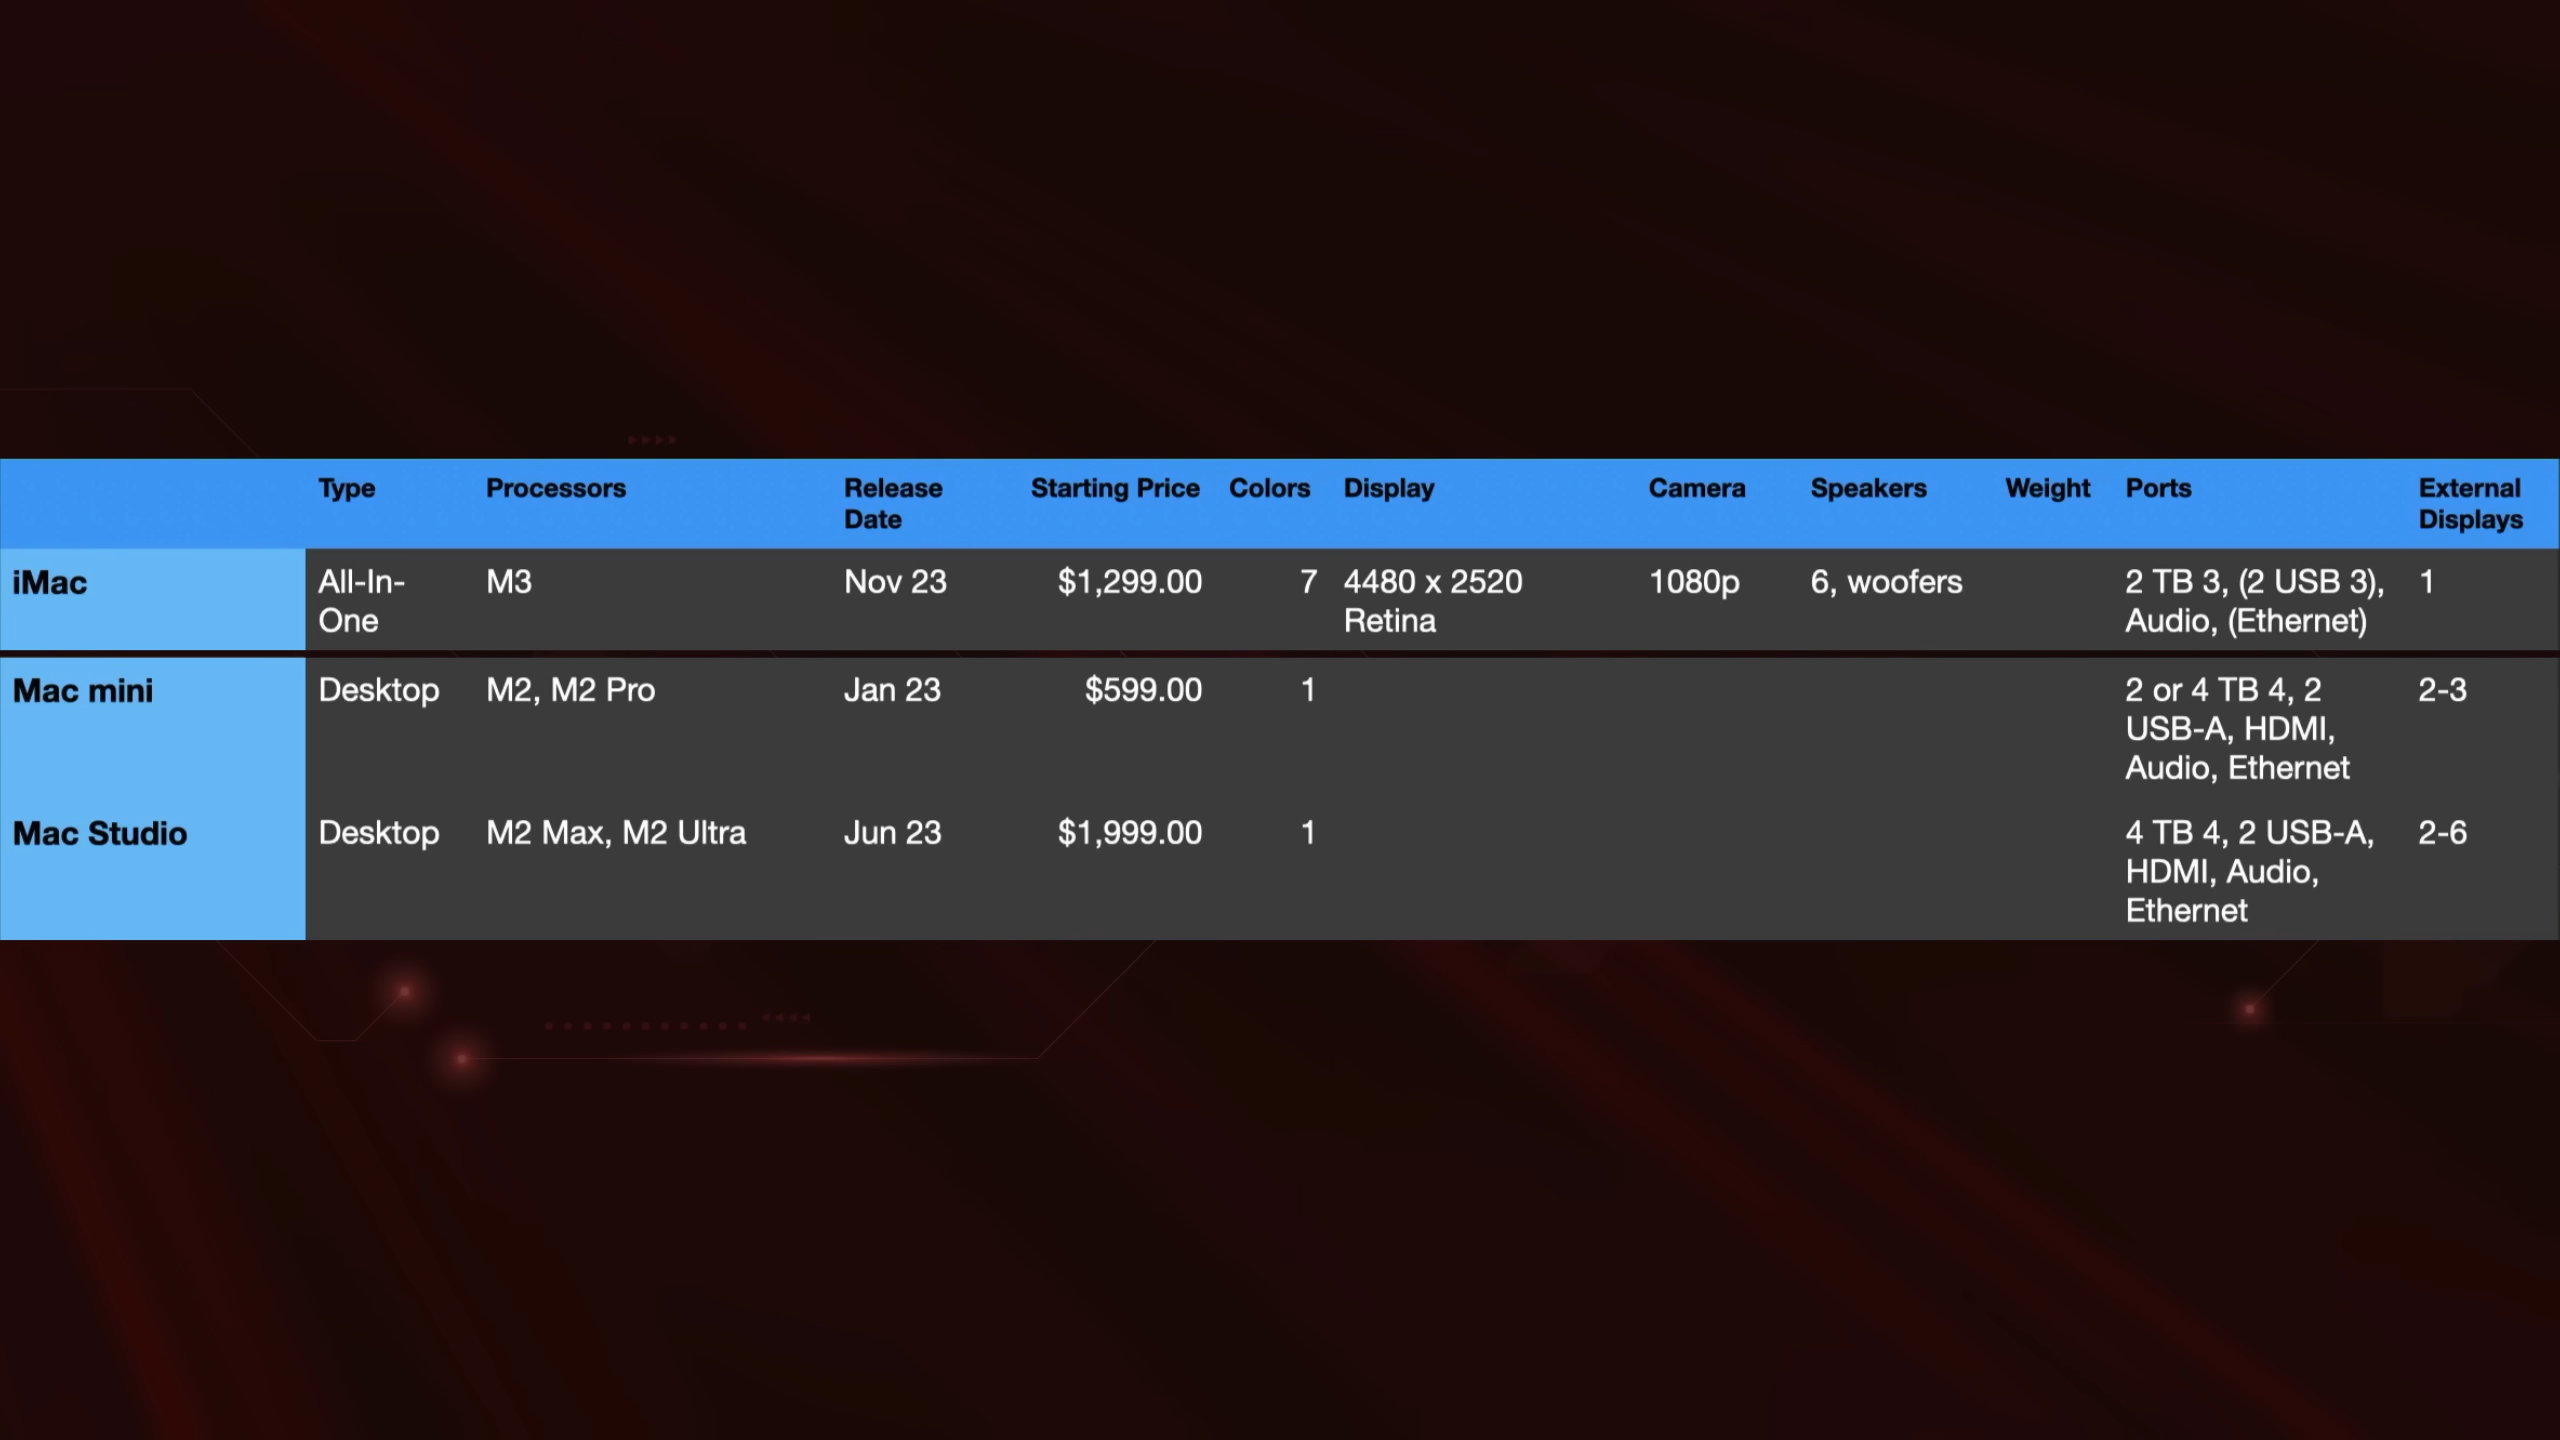 Type Processors Release Date Starting Price Colors Display Camera Speakers Weight Ports External Displays
iMac All-In-One M3 Nov 23 $1,299.00 7 4480 x 2520 Retina 1080p 6, woofers 2 TB 3, (2 USB 3), Audio, (Ethernet) 1
Mac mini Desktop M2, M2 Pro Jan 23 $599.00 1 2 or 4 TB 4, 2 USB-A, HDMI, Audio, Ethernet 2-3
Mac Studio Desktop M2 Max, M2 Ultra Jun 23 $1,999.00 1 4 TB 4, 2 USB-A, HDMI, Audio, Ethernet 2-6